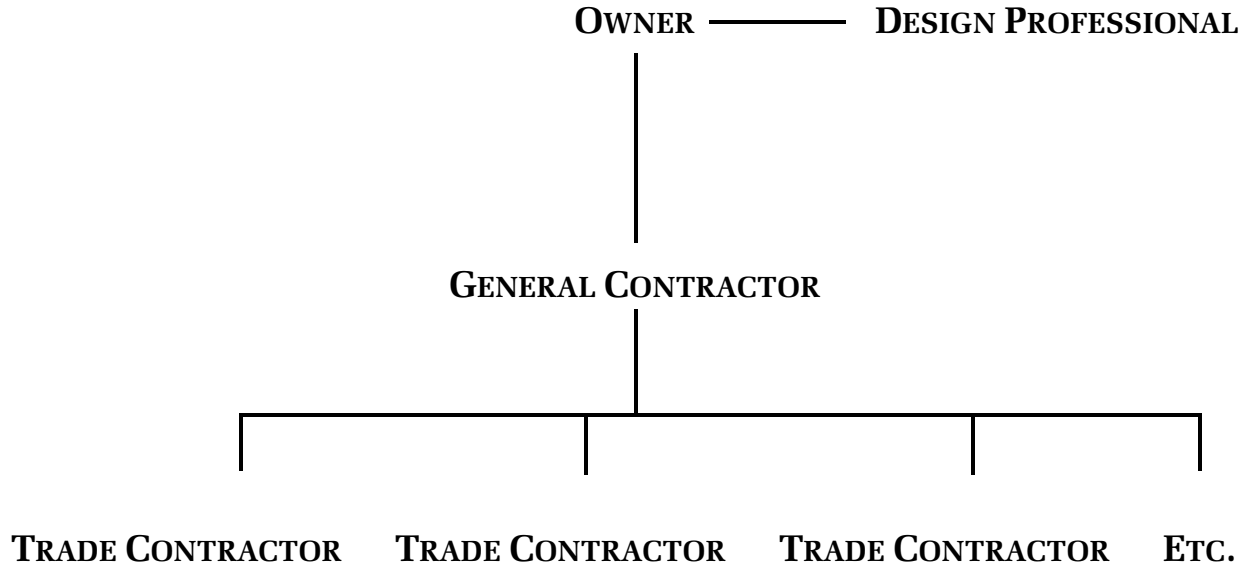 OWNER DESIGN PROFESSIONAL
GENERAL CONTRACTOR
TRADE CONTRACTOR TRADE CONTRACTOR TRADE CONTRACTOR ETC.